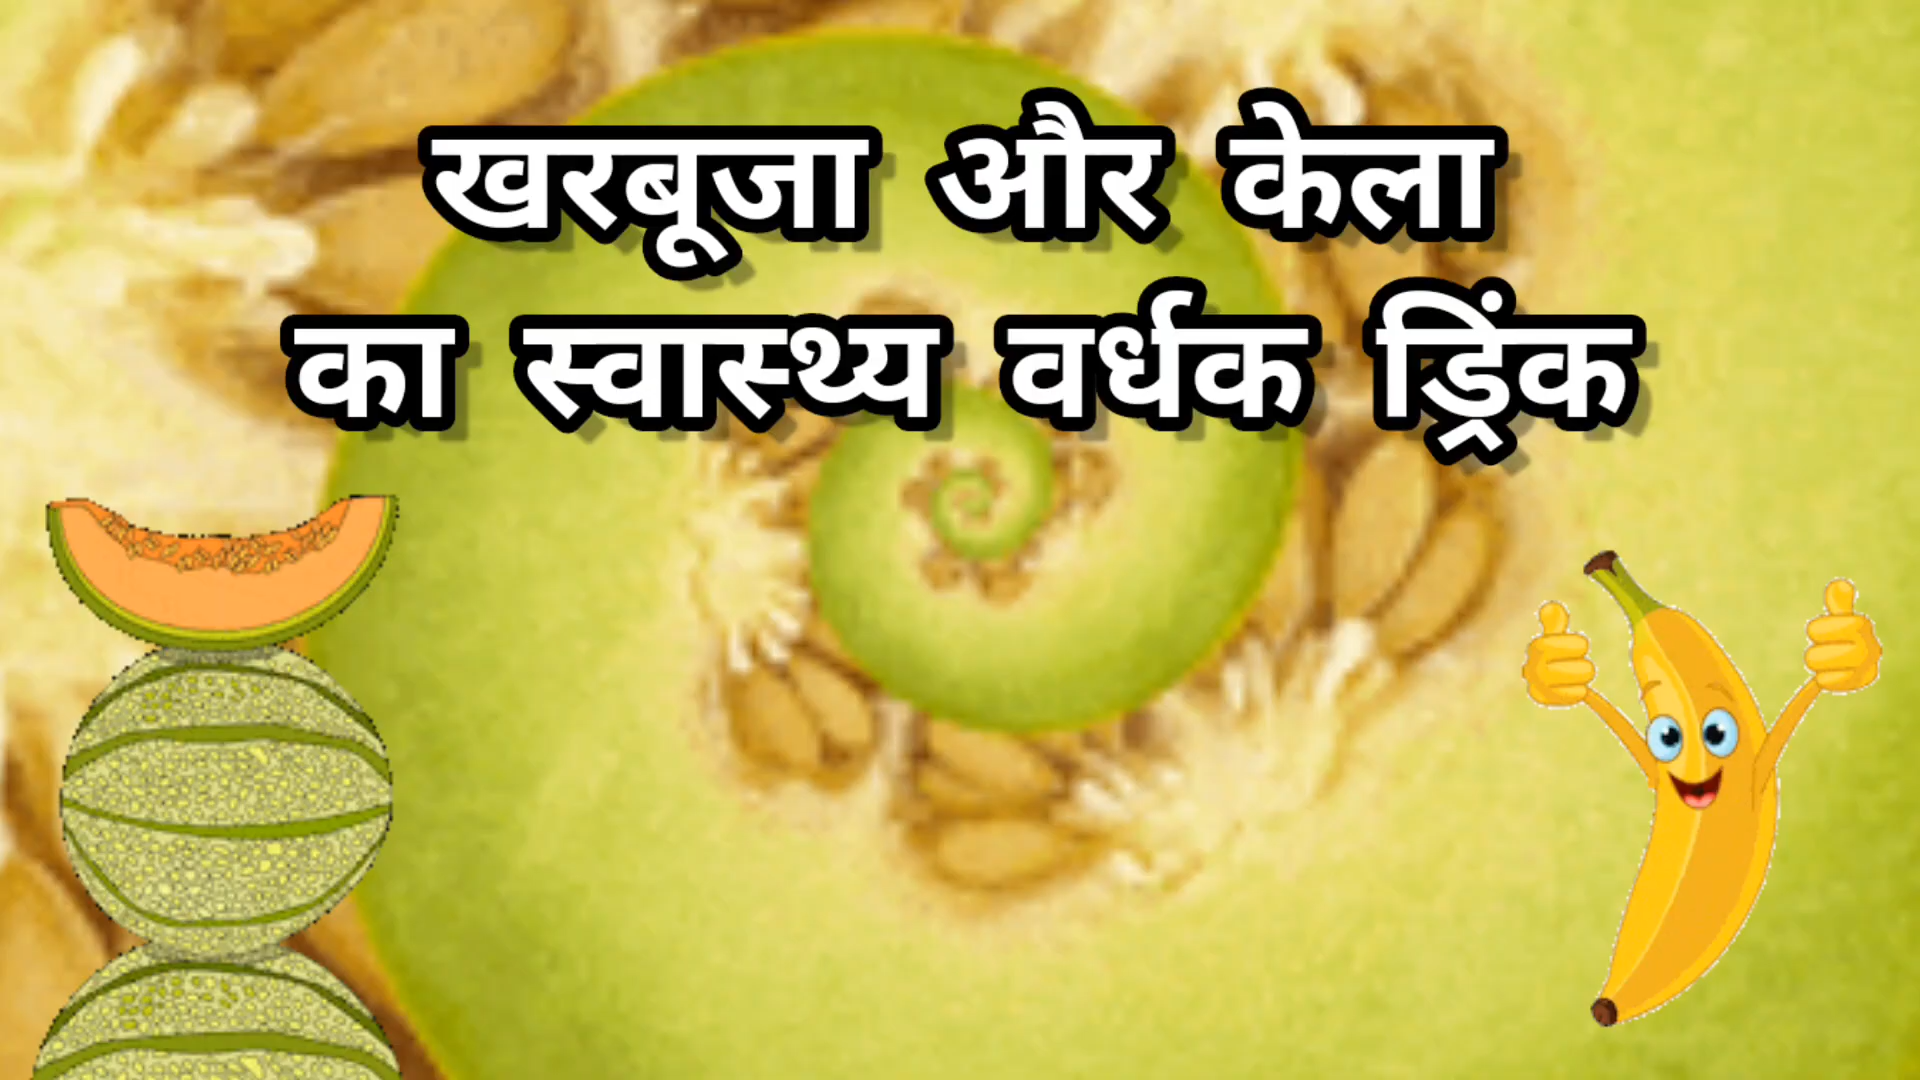 खरबूजा और केला
का स्वास्थ्य वर्धक ड्रिंक